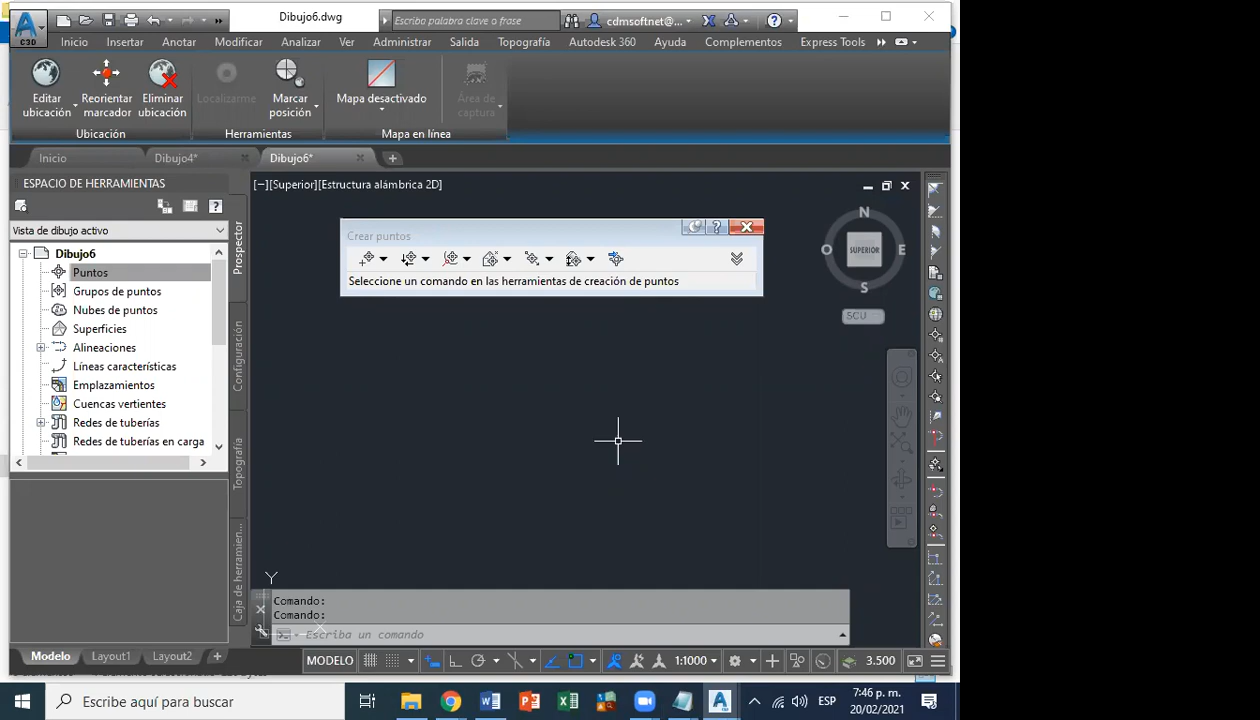 Dibujo6.dwg
Escriba palabra clave o frase
cdmsoftnet@...
C3D
Inicio Insertar Anotar Modificar Analizar Ver Administrar Salida Topografía Autodesk 360 Ayuda Complementos Express Tools
Editar ubicación
Reorientar marcador
Eliminar ubicación
Localizarme
Marcar posición
Mapa desactivado
Área de captura
Ubicación
Herramientas
Mapa en línea
Inicio Dibujo4* Dibujo6*
ESPACIO DE HERRAMIENTAS
[−][Superior][Estructura alámbrica 2D]
Vista de dibujo activo
Dibujo6
Puntos
Grupos de puntos
Nubes de puntos
Superficies
Alineaciones
Líneas características
Emplazamientos
Cuencas vertientes
Redes de tuberías
Redes de tuberías en carga
Prospector
Configuración
Topografía
Caja de herramien...
Crear puntos
Seleccione un comando en las herramientas de creación de puntos
N
O SUPERIOR E
S
SCU
Y
Comando:
Comando:
Escriba un comando
Modelo Layout1 Layout2 +
MODELO
1:1000
3.500
Escribe aquí para buscar
ESP
7:46 p. m.
20/02/2021